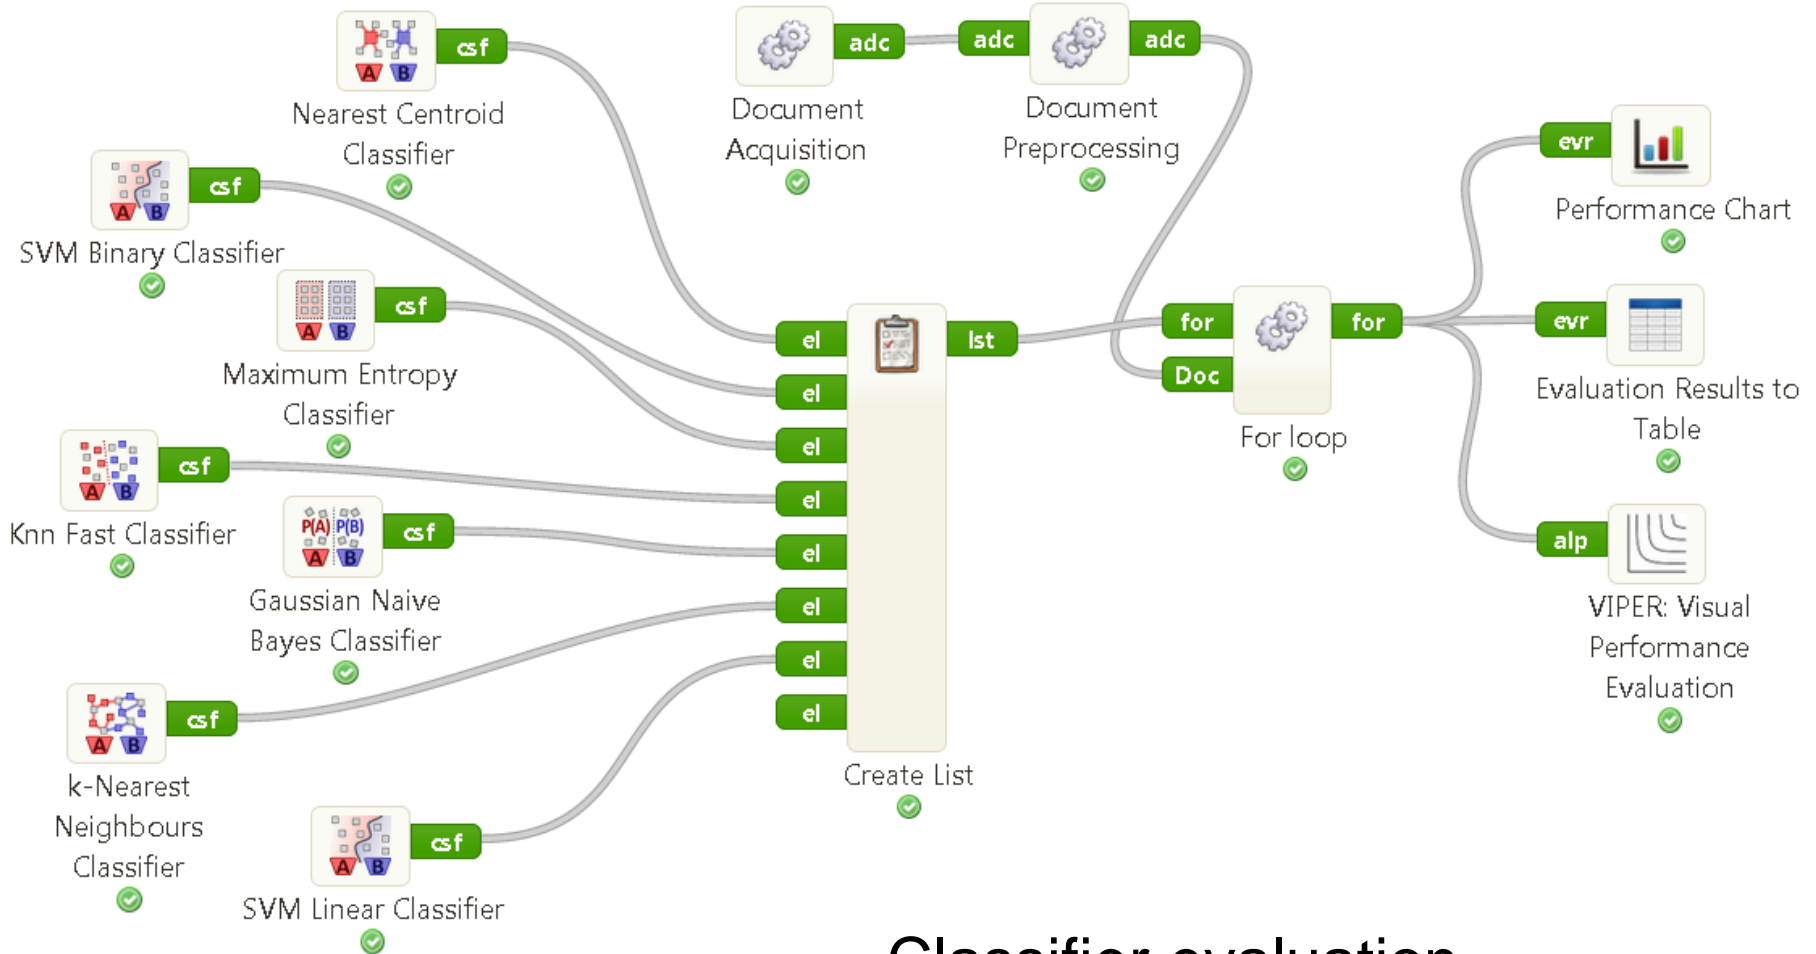 csf
Nearest Centroid
Classifier
adc
Document
Acquisition
adc
adc
Document
Preprocessing
csf
SVM Binary Classifier
csf
Maximum Entropy
Classifier
csf
Knn Fast Classifier
csf
Gaussian Naive
Bayes Classifier
csf
k-Nearest
Neighbours
Classifier
csf
SVM Linear Classifier
el
el
el
el
el
el
el
el
lst
Create List
for
Doc
for
For loop
evr
Performance Chart
evr
Evaluation Results to
Table
alp
VIPER: Visual
Performance
Evaluation
A B
A B
A B
A B
P(A) P(B)
A B
A B
A B
Classifier evaluation